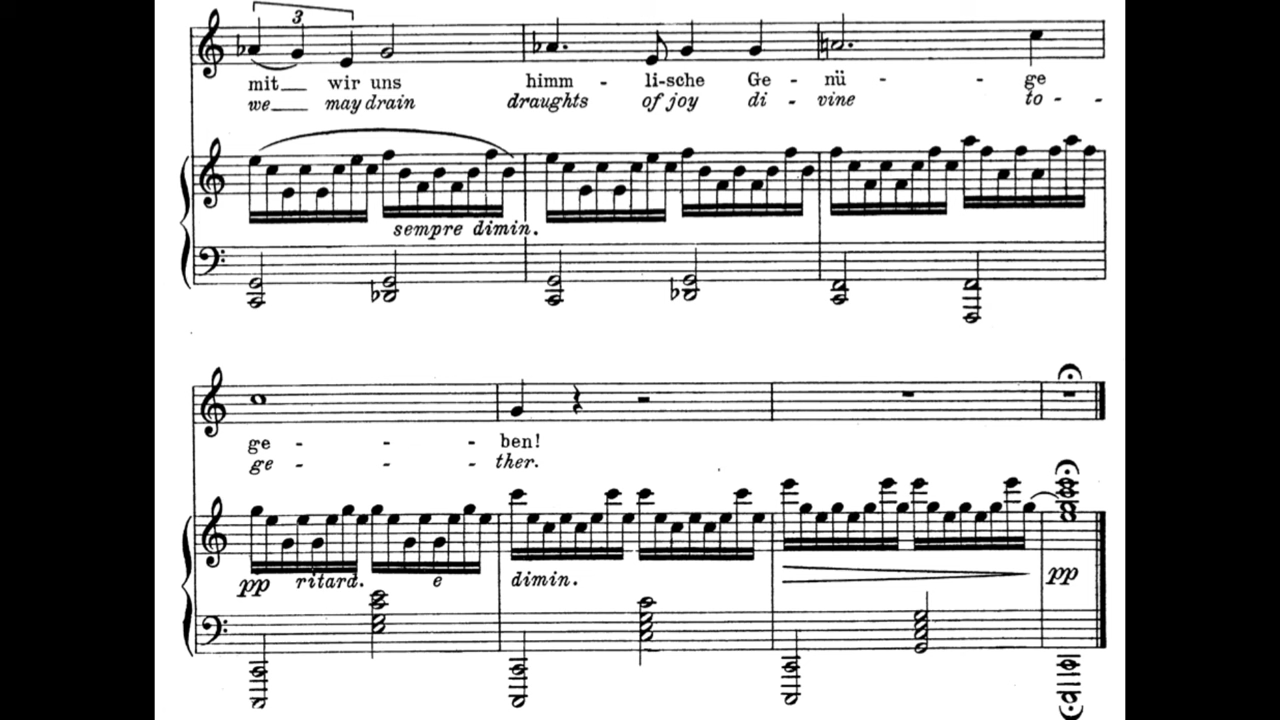 3
mit wir uns himm - li-sche Ge - nü - - ge
we may drain draughts of joy di - vine to - -
sempre dimin.
ge - - - ben!
ge - - - ther.
pp ritard. e dimin. pp